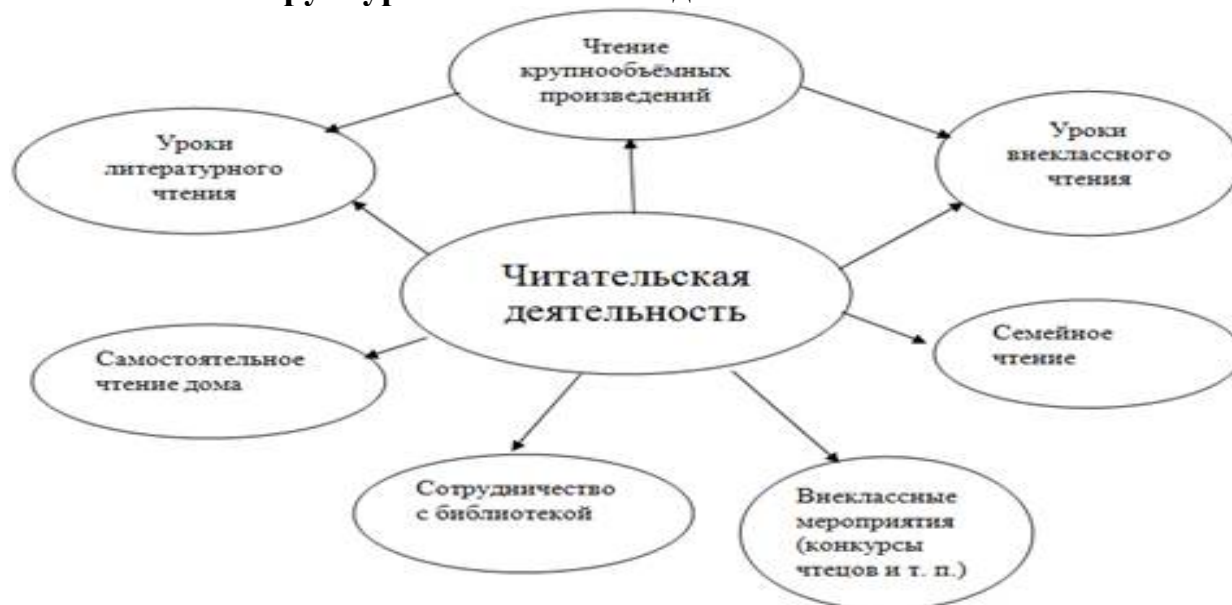 Чтение
крупнообъёмных
произведений
Уроки
литературного
чтения
Уроки
внеклассного
чтения
Читательская
деятельность
Самостоятельное
чтение дома
Семейное
чтение
Сотрудничество
с библиотекой
Внеклассные
мероприятия
(конкурсы
чтецов и т. п.)